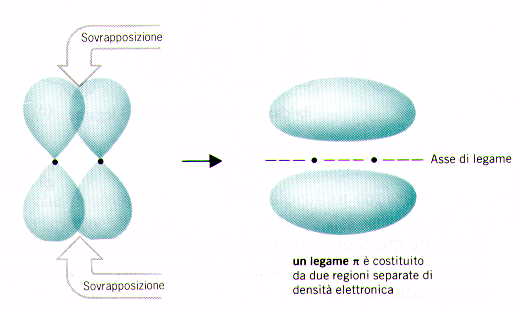 Sovrapposizione
Asse di legame
un legame π è costituito
da due regioni separate di
densità elettronica
Sovrapposizione